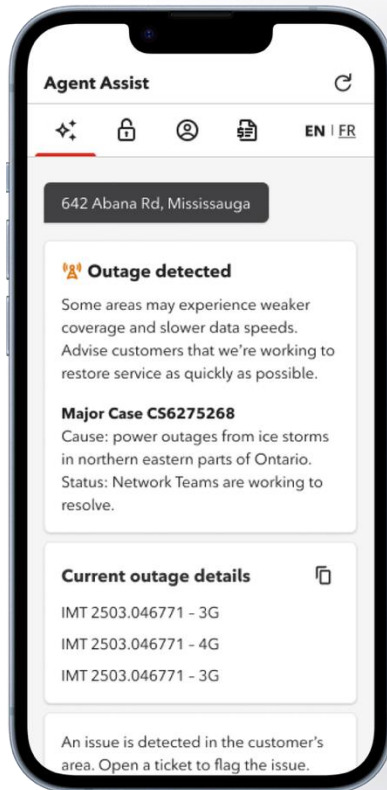 Agent Assist
EN | FR
642 Abana Rd, Mississauga
Outage detected
Some areas may experience weaker
coverage and slower data speeds.
Advise customers that we're working to
restore service as quickly as possible.
Major Case CS6275268
Cause: power outages from ice storms
in northern eastern parts of Ontario.
Status: Network Teams are working to
resolve.
Current outage details
IMT 2503.046771 – 3G
IMT 2503.046771 – 4G
IMT 2503.046771 – 3G
An issue is detected in the customer's
area. Open a ticket to flag the issue.